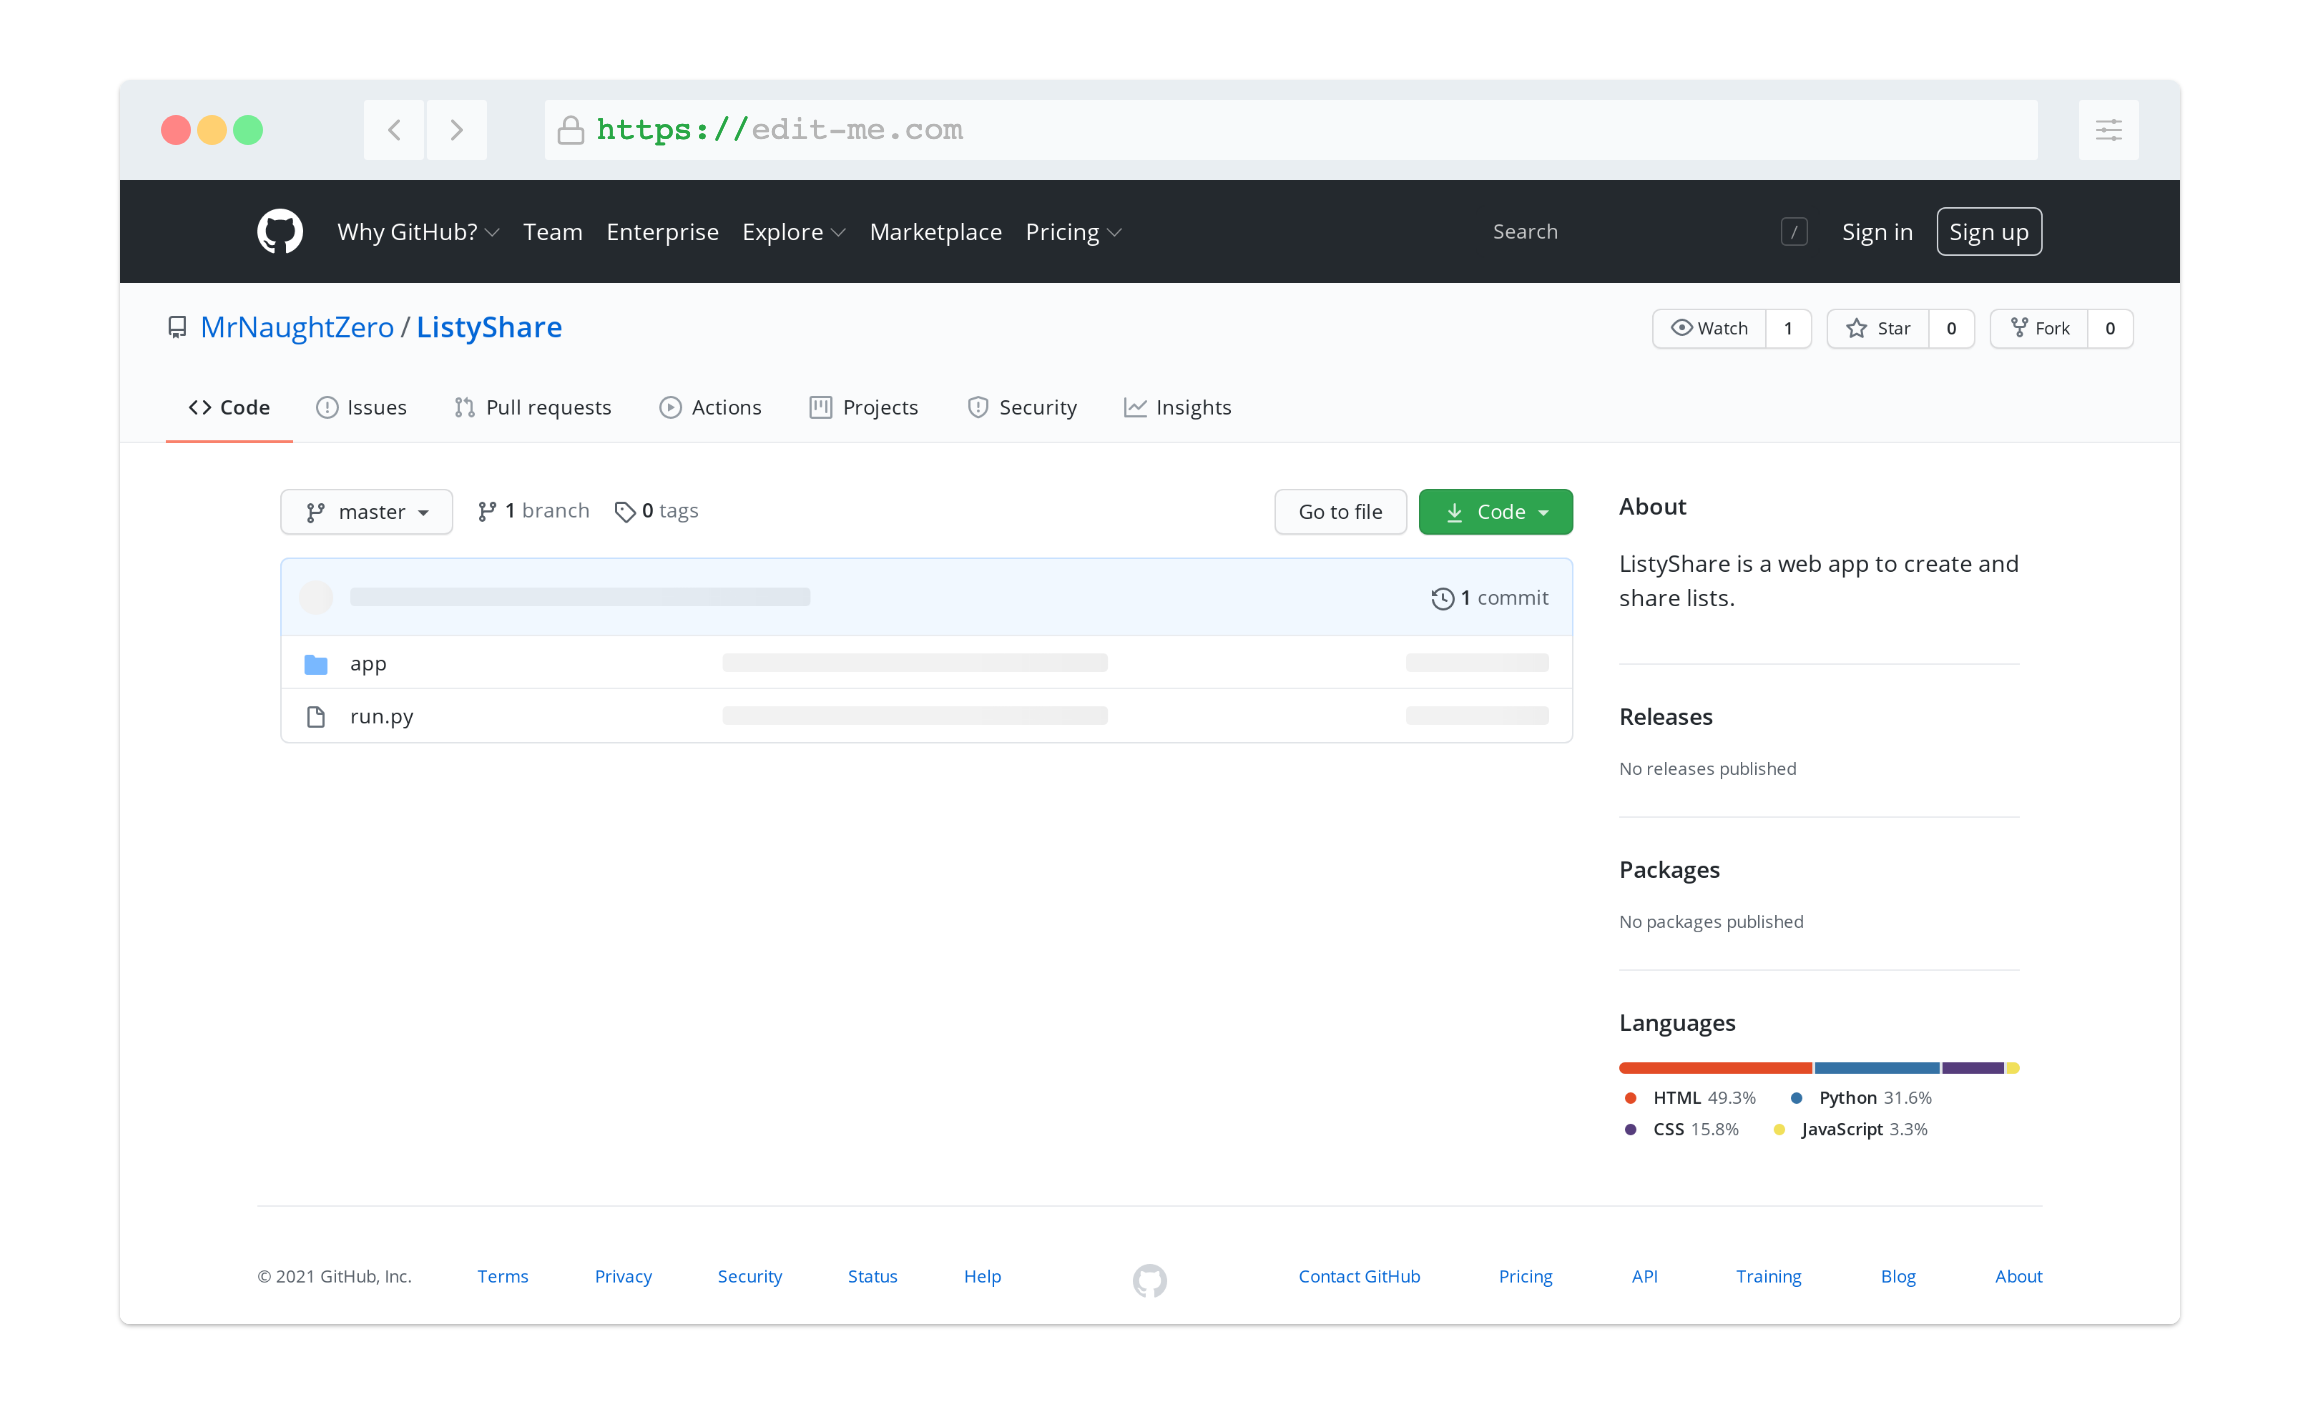 https://edit-me.com
Why GitHub? Team Enterprise Explore Marketplace Pricing Search / Sign in Sign up
MrNaughtZero / ListyShare Watch 1 Star 0 Fork 0
Code Issues Pull requests Actions Projects Security Insights
master 1 branch 0 tags Go to file Code
1 commit
app
run.py
About
ListyShare is a web app to create and
share lists.
Releases
No releases published
Packages
No packages published
Languages
HTML 49.3% Python 31.6%
CSS 15.8% JavaScript 3.3%
© 2021 GitHub, Inc. Terms Privacy Security Status Help Contact GitHub Pricing API Training Blog About